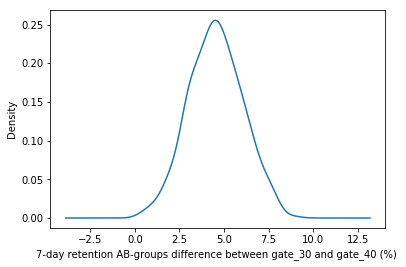 0.25
0.20
0.15
0.10
0.05
0.00
Density
−2.5 0.0 2.5 5.0 7.5 10.0 12.5
7-day retention AB-groups difference between gate_30 and gate_40 (%)